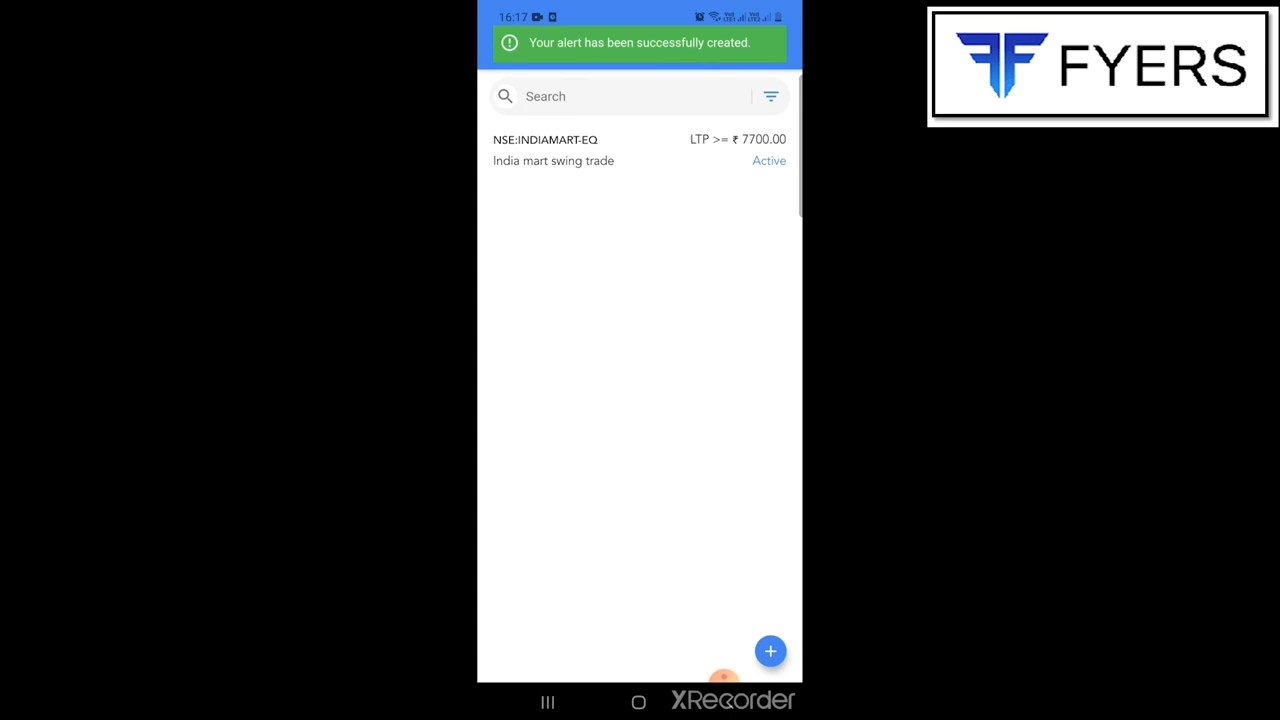 16:17
Your alert has been successfully created.
Search
NSE:INDIAMART-EQ LTP >= ₹ 7700.00
India mart swing trade Active
XRecorder
FYERS